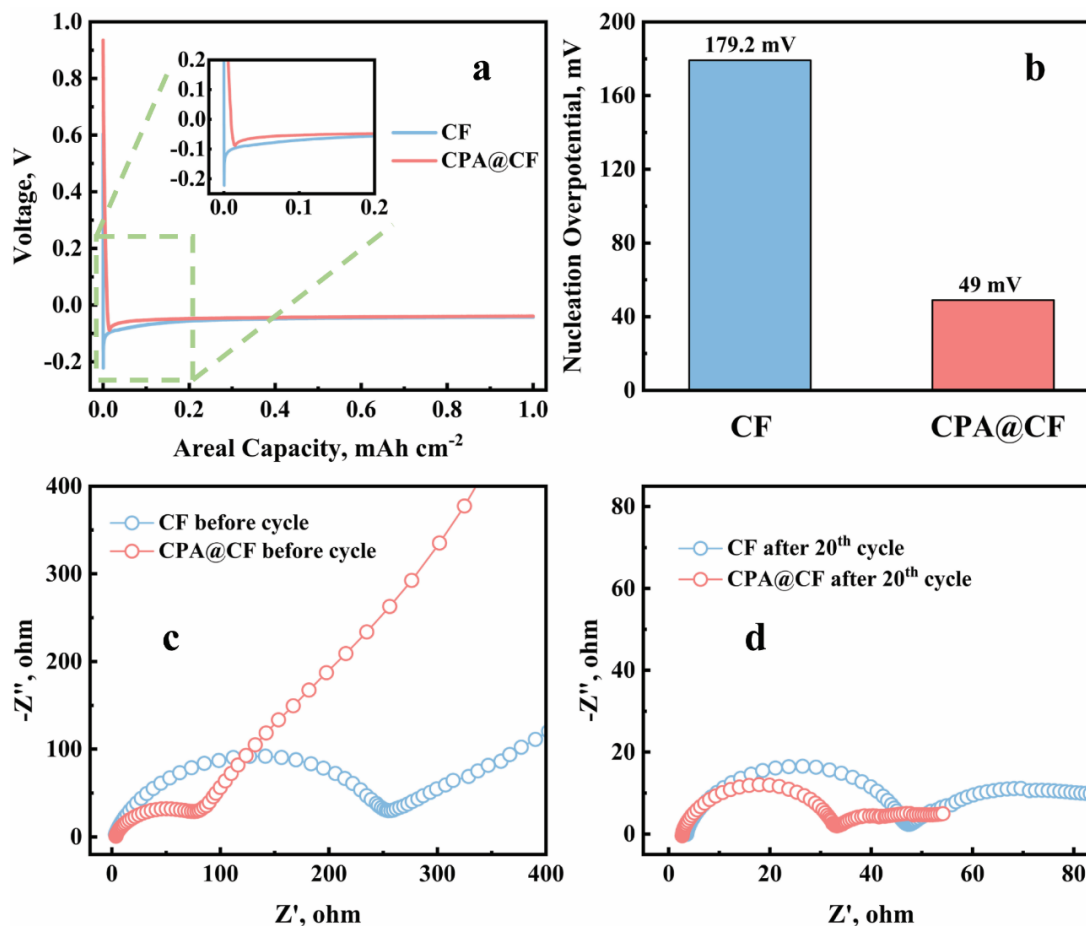 a
Voltage, V
1.0
0.8
0.6
0.4
0.2
0.0
-0.2
0.2
0.1
0.0
-0.1
-0.2
0.0 0.1 0.2
CF
CPA@CF
0.0 0.2 0.4 0.6 0.8 1.0
Areal Capacity, mAh cm-2
b
Nucleation Overpotential, mV
200
160
120
80
40
0
179.2 mV
49 mV
CF CPA@CF
c
-Z'', ohm
400
300
200
100
0
CF before cycle
CPA@CF before cycle
0 100 200 300 400
Z', ohm
d
-Z'', ohm
80
60
40
20
0
CF after 20th cycle
CPA@CF after 20th cycle
0 20 40 60 80
Z', ohm